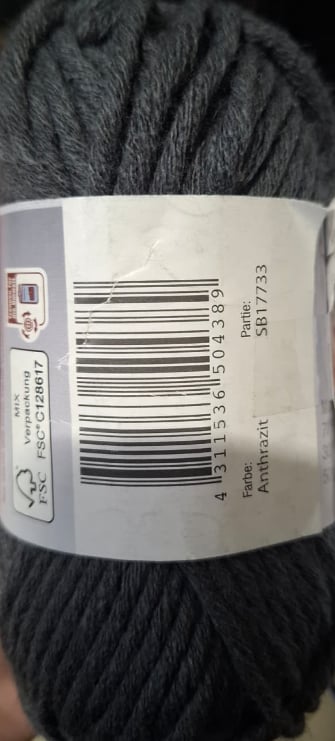 MIX
Verpackung
FSC® C128617
FSC
4 311536 504389
Farbe:
Anthrazit
Partie:
SB17733